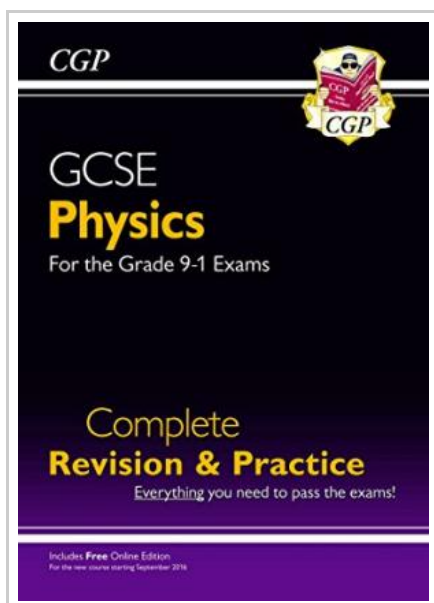 CGP
CGP
CGP
GCSE
Physics
For the Grade 9-1 Exams
Complete
Revision & Practice
Everything you need to pass the exams!
Includes Free Online Edition
For the new course starting September 2016